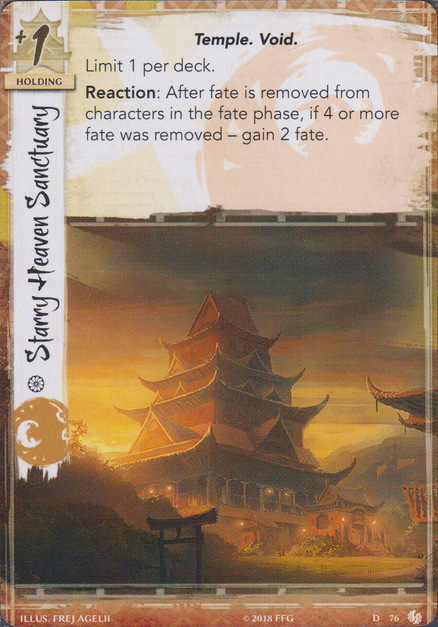 +1
HOLDING
Temple. Void.
Limit 1 per deck.
Reaction: After fate is removed from
characters in the fate phase, if 4 or more
fate was removed – gain 2 fate.
Starry Heaven Sanctuary
ILLUS. FREJ AGELII
© 2018 FFG
D 76